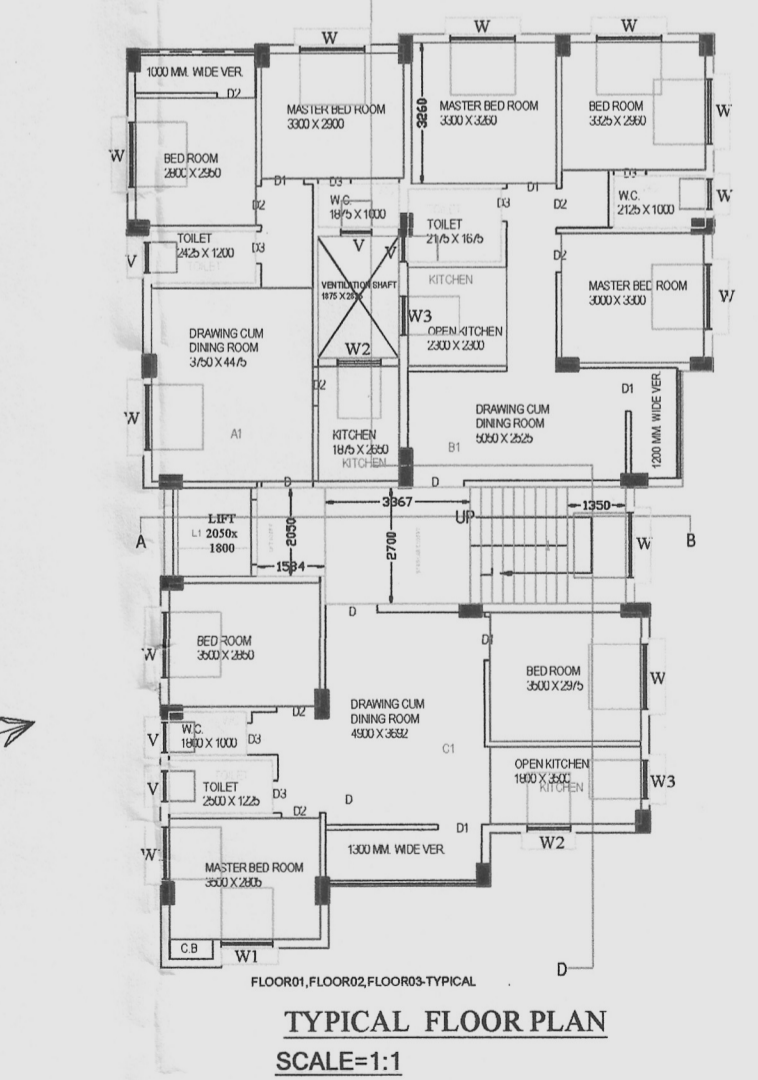 W
W
W
1000 MM. WIDE VER.
D2
MASTER BED ROOM
3300 X 2900
3260
MASTER BED ROOM
3300 X 3260
BED ROOM
3325 X 2960
W
W
BED ROOM
2800 X 2950
D1
D3
D1
D3
D2
W.C.
1875 X 1000
D3
D2
W.C.
2125 X 1000
W
TOILET
2425 X 1200
D3
V
V
V
TOILET
2175 X 1675
D2
KITCHEN
VENTILATION SHAFT
MASTER BED ROOM
3000 X 3300
W
W3
OPEN KITCHEN
2300 X 2300
DRAWING CUM
DINING ROOM
3750 X 4475
W2
D2
W
A1
KITCHEN
1875 X 2650
KITCHEN
DRAWING CUM
DINING ROOM
5050 X 2525
B1
D1
1200 MM. WIDE VER.
D
D
3367
1350
LIFT
2050x
1800
L1
2050
2700
UP
A
B
W
1534
D
D1
BED ROOM
3500 X 2850
W
BED ROOM
3500 X 2975
W
D2
DRAWING CUM
DINING ROOM
4900 X 3692
C1
W.C.
1800 X 1000
D3
V
OPEN KITCHEN
1800 X 3500
KITCHEN
W3
TOILET
2500 X 1225
D3
V
D
D2
D1
W2
1300 MM. WIDE VER.
W
MASTER BED ROOM
3500 X 2805
C.B
W1
D
FLOOR01,FLOOR02,FLOOR03-TYPICAL
TYPICAL FLOOR PLAN
SCALE=1:1